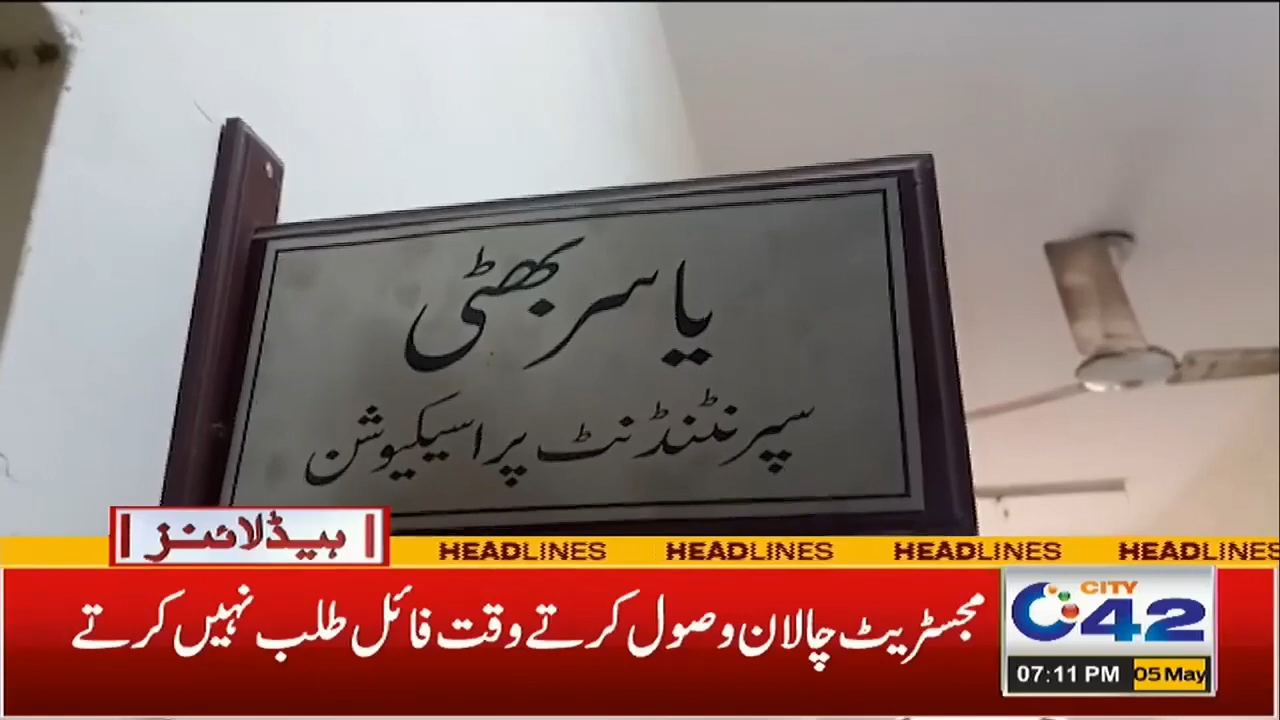 یاسر بھٹی
سپرنٹنڈنٹ پراسیکیوشن
ہیڈلائنز
HEADLINES HEADLINES HEADLINES HEADLINES
مجسٹریٹ چالان وصول کرتے وقت فائل طلب نہیں کرتے
CITY
42
07:11 PM 05 May